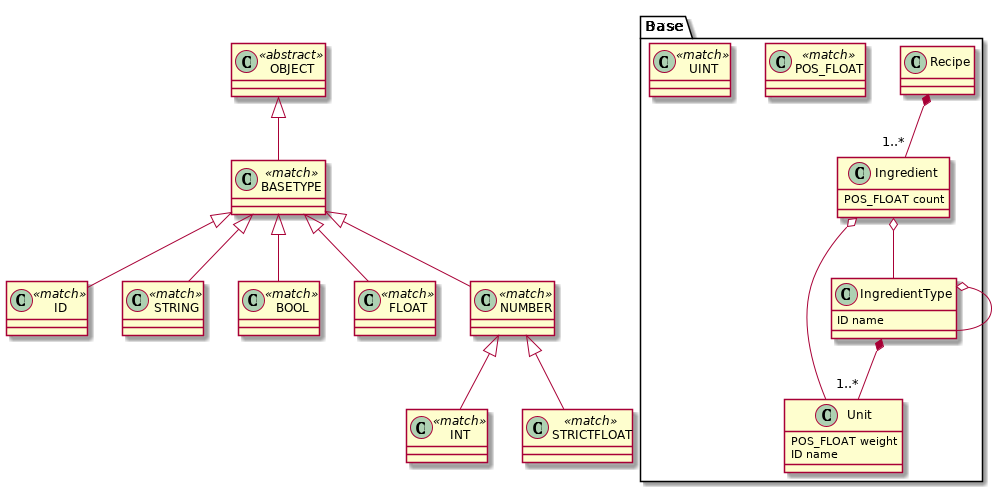 Base
C «abstract»
OBJECT
C «match»
UINT
C «match»
POS_FLOAT
C Recipe
1..*
C «match»
BASETYPE
C Ingredient
POS_FLOAT count
C «match»
ID
C «match»
STRING
C «match»
BOOL
C «match»
FLOAT
C «match»
NUMBER
C IngredientType
ID name
1..*
C «match»
INT
C «match»
STRICTFLOAT
C Unit
POS_FLOAT weight
ID name